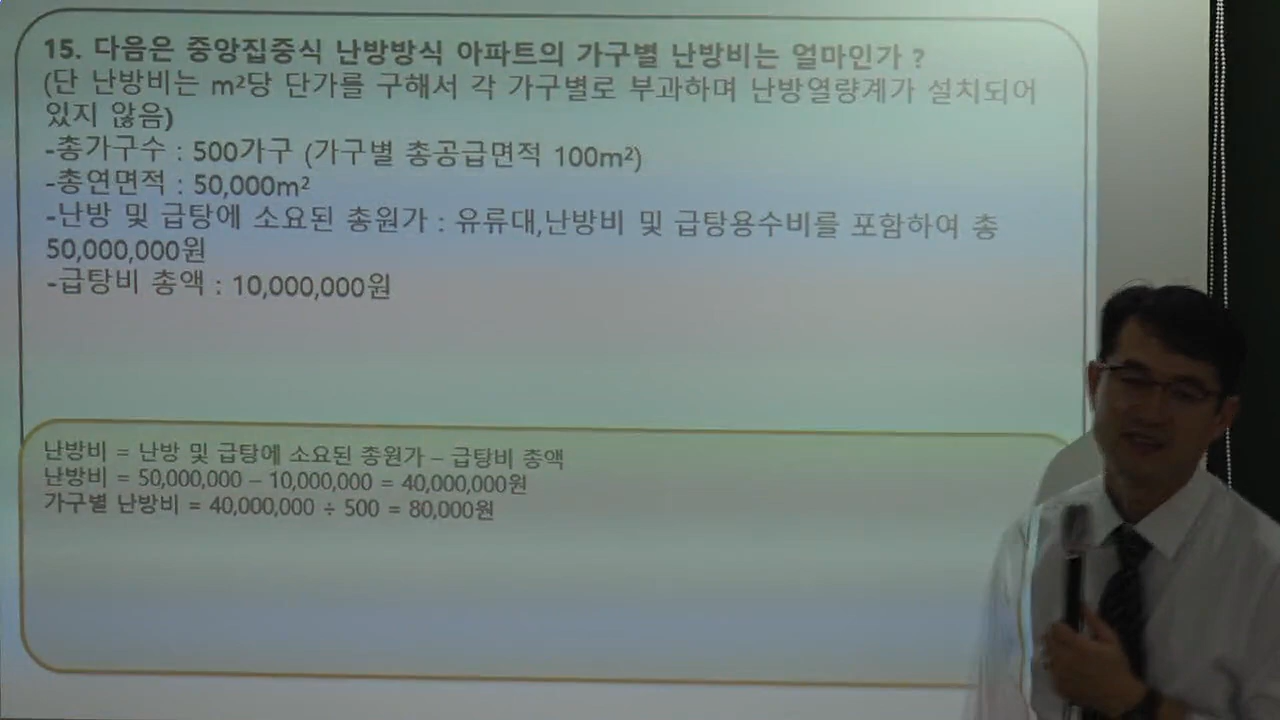 15. 다음은 중앙집중식 난방방식 아파트의 가구별 난방비는 얼마인가 ?
(단 난방비는 m²당 단가를 구해서 각 가구별로 부과하며 난방열량계가 설치되어
있지 않음)
-총가구수 : 500가구 (가구별 총공급면적 100m²)
-총연면적 : 50,000m²
-난방 및 급탕에 소요된 총원가 : 유류대,난방비 및 급탕용수비를 포함하여 총
50,000,000원
-급탕비 총액 : 10,000,000원
난방비 = 난방 및 급탕에 소요된 총원가 – 급탕비 총액
난방비 = 50,000,000 – 10,000,000 = 40,000,000원
가구별 난방비 = 40,000,000 ÷ 500 = 80,000원